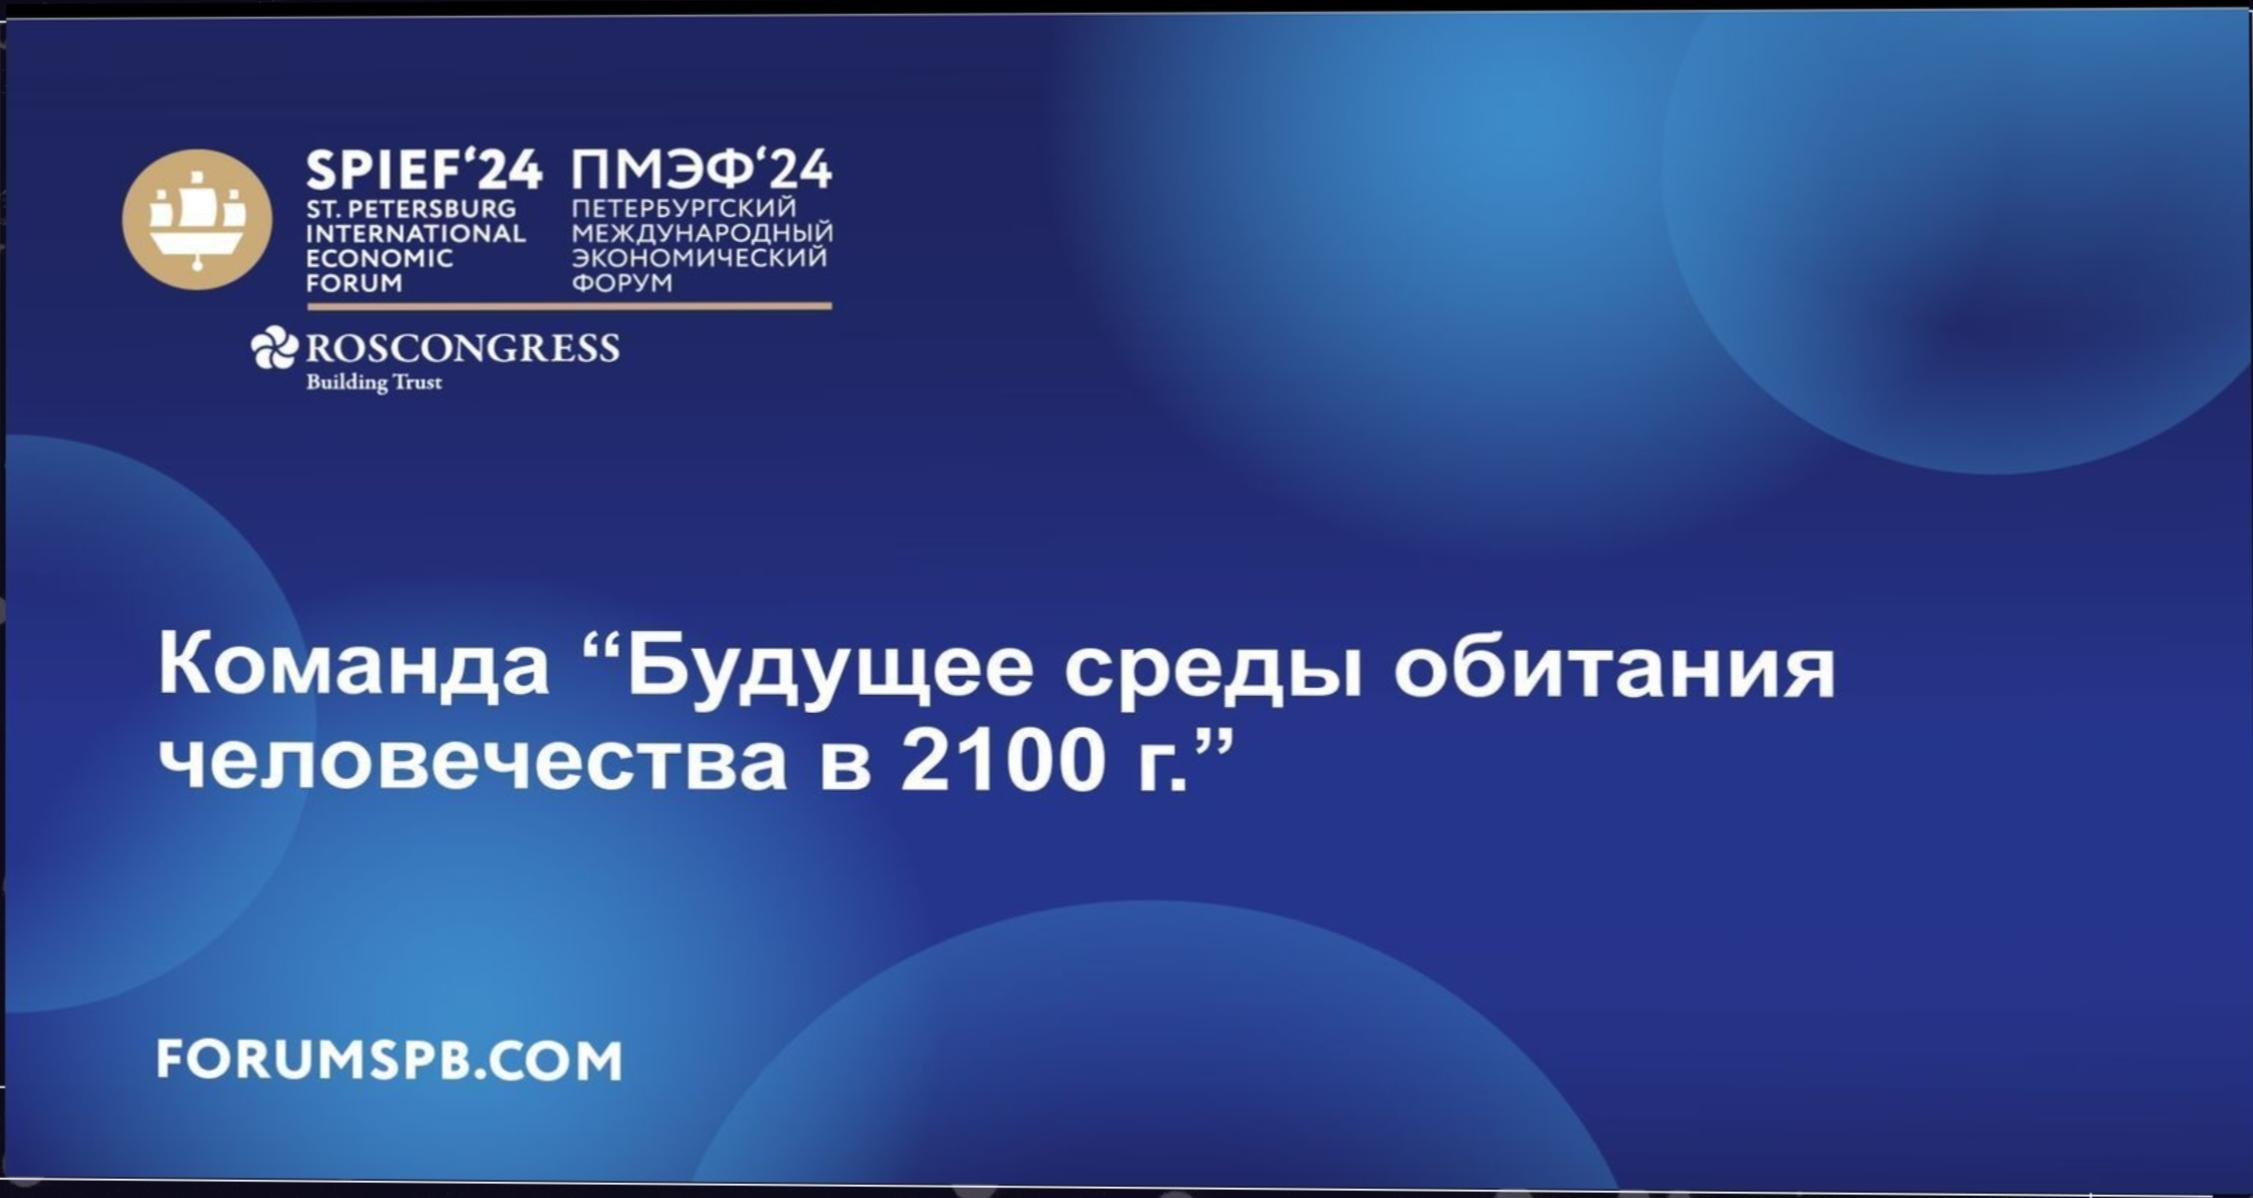 SPIEF‘24
ST. PETERSBURG
INTERNATIONAL
ECONOMIC
FORUM
ПМЭФ‘24
ПЕТЕРБУРГСКИЙ
МЕЖДУНАРОДНЫЙ
ЭКОНОМИЧЕСКИЙ
ФОРУМ
ROSCONGRESS
Building Trust
Команда “Будущее среды обитания
человечества в 2100 г.”
FORUMSPB.COM